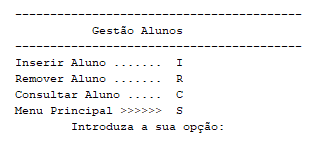 -----------------------------------------
Gestão Alunos
-----------------------------------------
Inserir Aluno ....... I
Remover Aluno ....... R
Consultar Aluno ..... C
Menu Principal >>>>>> S
Introduza a sua opção: